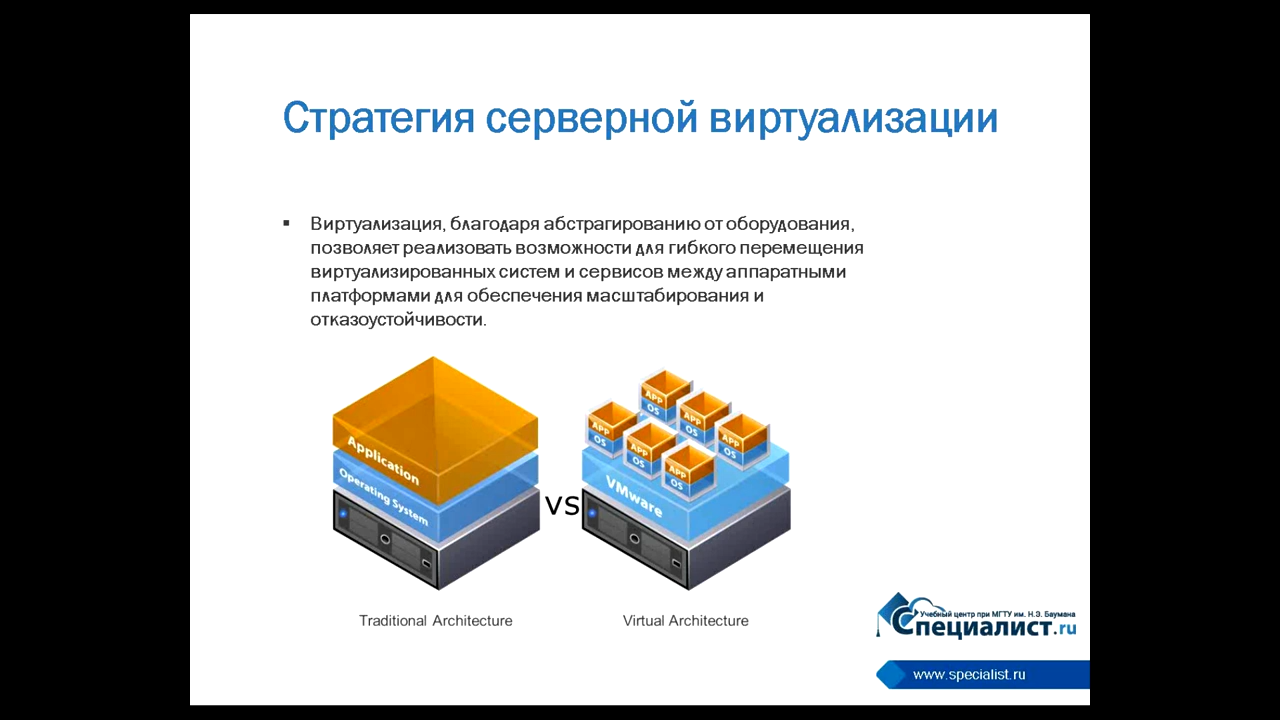 Стратегия серверной виртуализации
▪ Виртуализация, благодаря абстрагированию от оборудования,
позволяет реализовать возможности для гибкого перемещения
виртуализированных систем и сервисов между аппаратными
платформами для обеспечения масштабирования и
отказоустойчивости.
Application
Operating System
vs
APP
OS
APP
OS
APP
OS
APP
OS
APP
OS
APP
OS
VMware
Traditional Architecture
Virtual Architecture
Учебный центр при МГТУ им. Н.Э. Баумана
Специалист.ru
www.specialist.ru